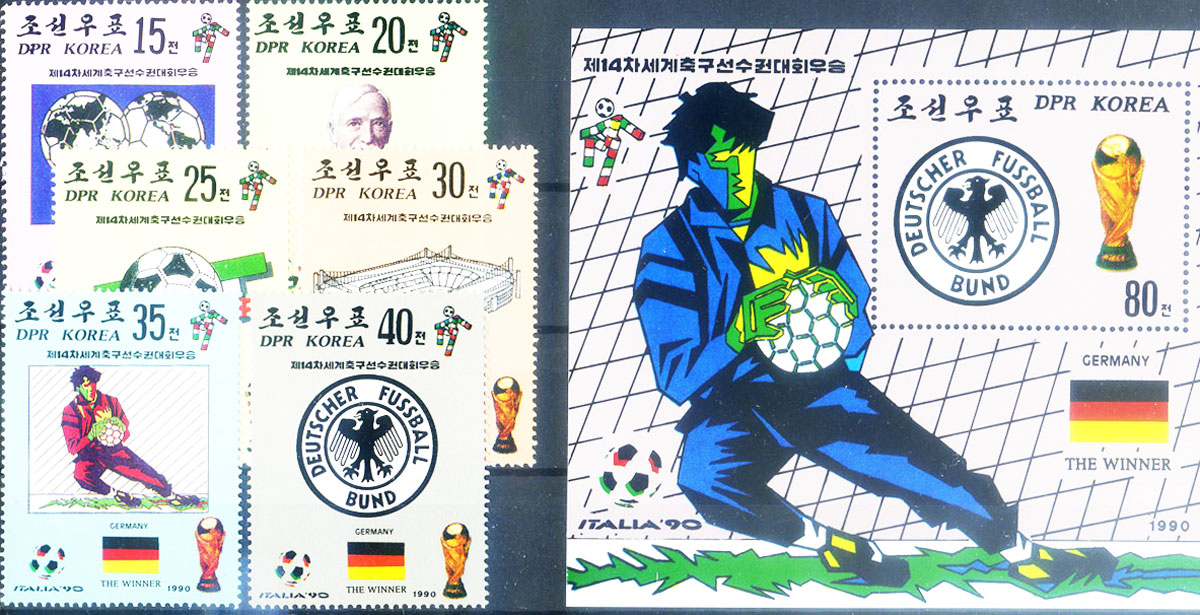 조선우표 15전
DPR KOREA
제14차세계축구선수권대회우승
조선우표 20전
DPR KOREA
제14차세계축구선수권대회우승
조선우표 25전
DPR KOREA
제14차세계축구선수권대회우승
조선우표 30전
DPR KOREA
제14차세계축구선수권대회우승
조선우표 35전
DPR KOREA
제14차세계축구선수권대회우승
GERMANY
THE WINNER
ITALIA'90
1990
조선우표 40전
DPR KOREA
제14차세계축구선수권대회우승
DEUTSCHER FUSSBALL
BUND
GERMANY
THE WINNER
ITALIA'90
1990
제14차세계축구선수권대회우승
조선우표 DPR KOREA
DEUTSCHER FUSSBALL
BUND
80전
GERMANY
THE WINNER
ITALIA'90
1990